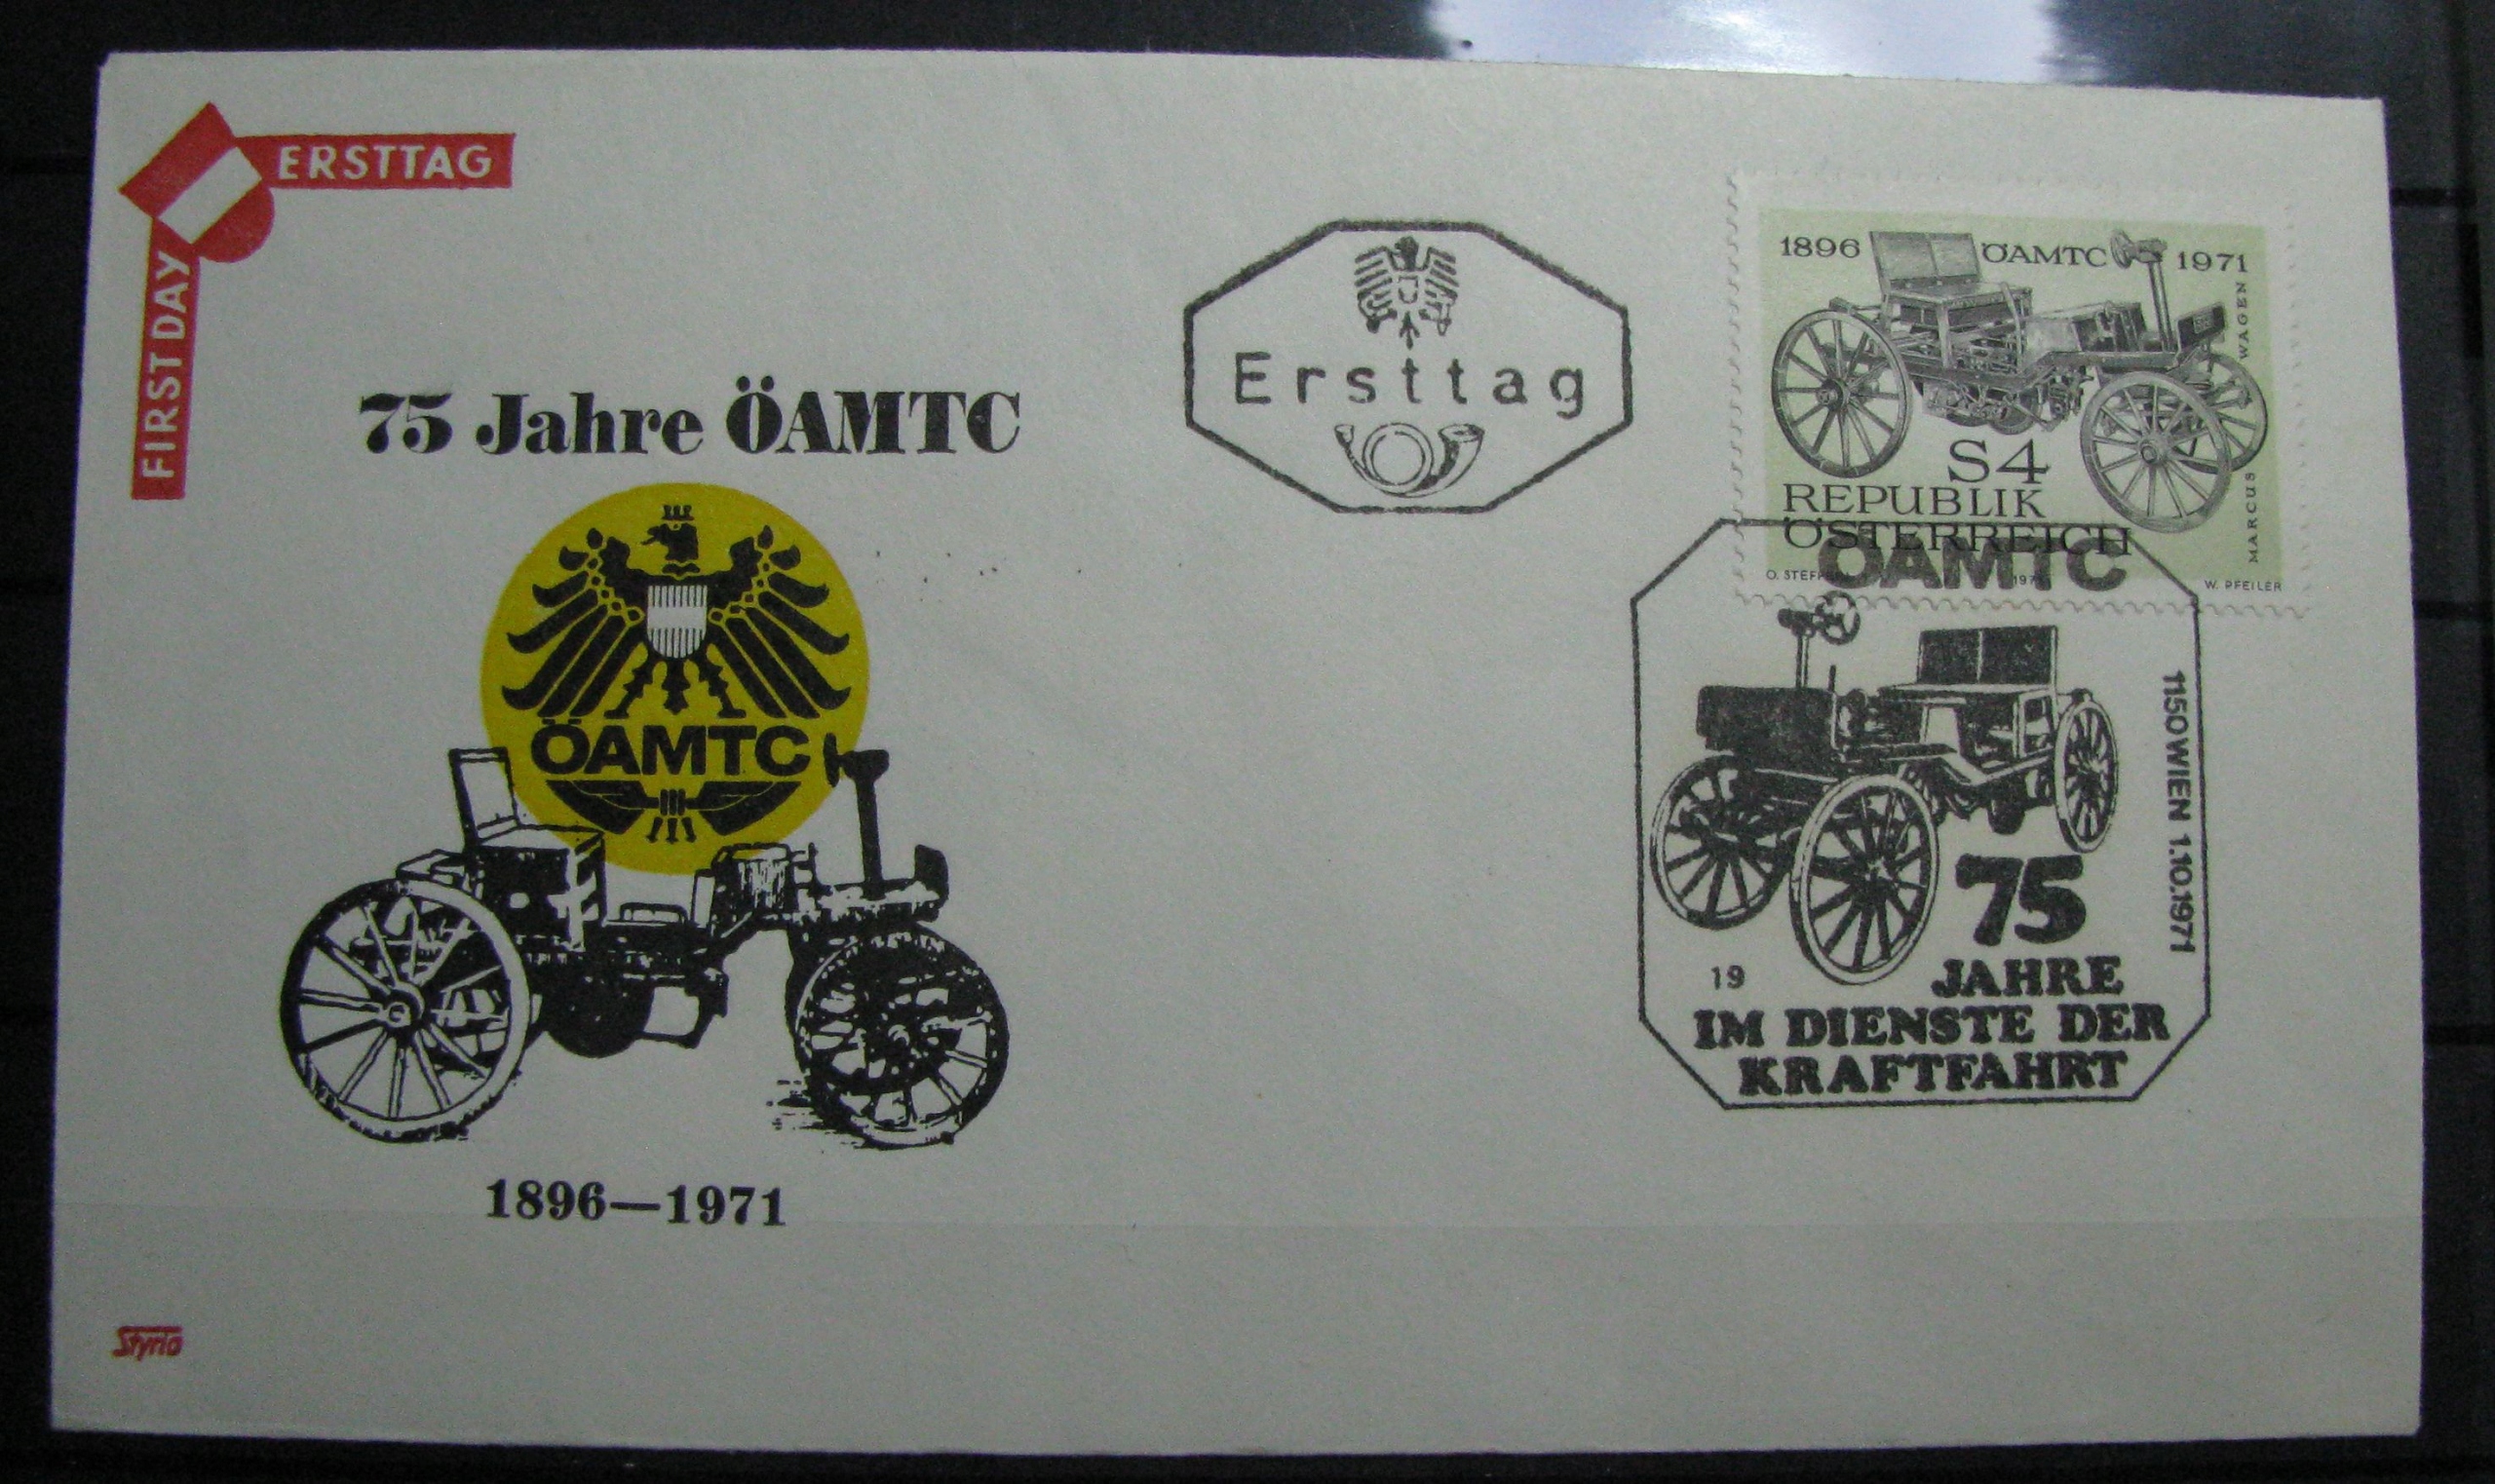 ERSTTAG
FIRST DAY
75 Jahre ÖAMTC
ÖAMTC
1896—1971
Styria
Ersttag
1896 ÖAMTC 1971
MARCUS WAGEN
S4
REPUBLIK
ÖSTERREICH
W. PFEILER
ÖAMTC
1150 WIEN 1.10.1971
19
75
JAHRE
IM DIENSTE DER
KRAFTFAHRT